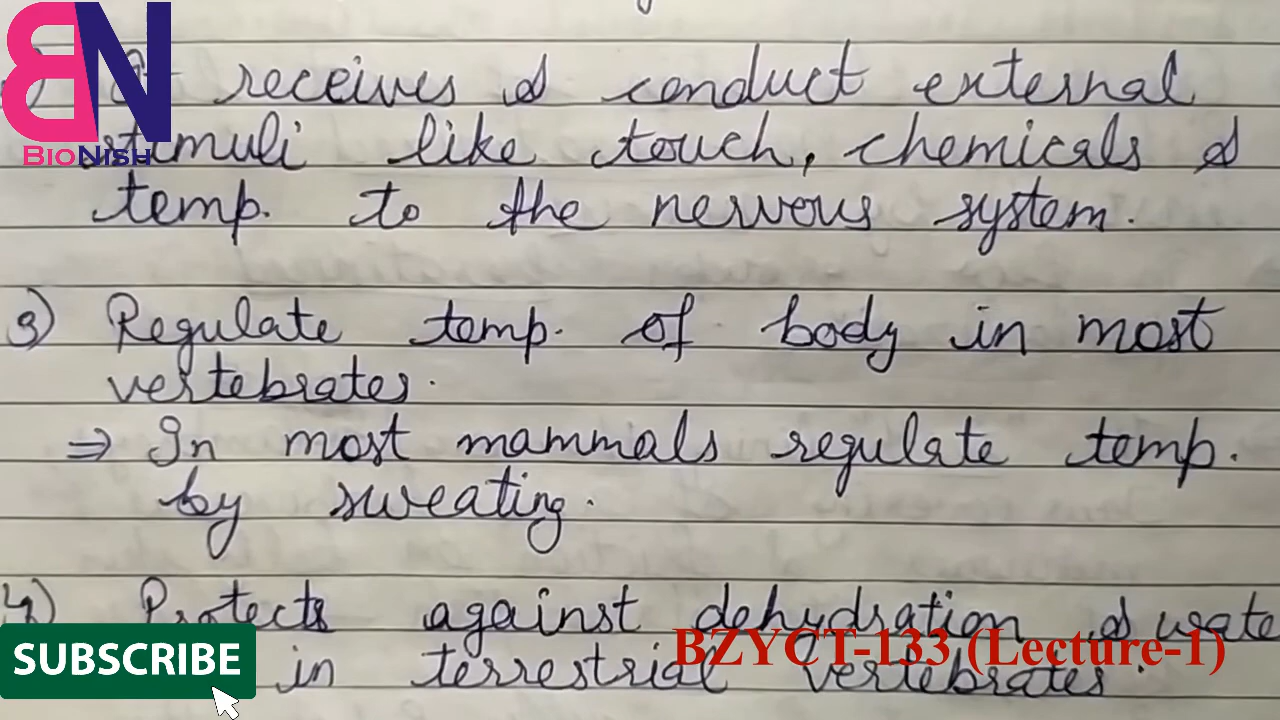 BN
BIONISH
) It receives & conduct external
stimuli like touch, chemicals &
temp. to the nervous system.
3) Regulate temp. of body in most
vertebrates.
⇒ In most mammals regulate temp.
by sweating.
4) Protects against dehydration & wate
in terrestrial vertebrates.
BZYCT-133 (Lecture-1)
SUBSCRIBE